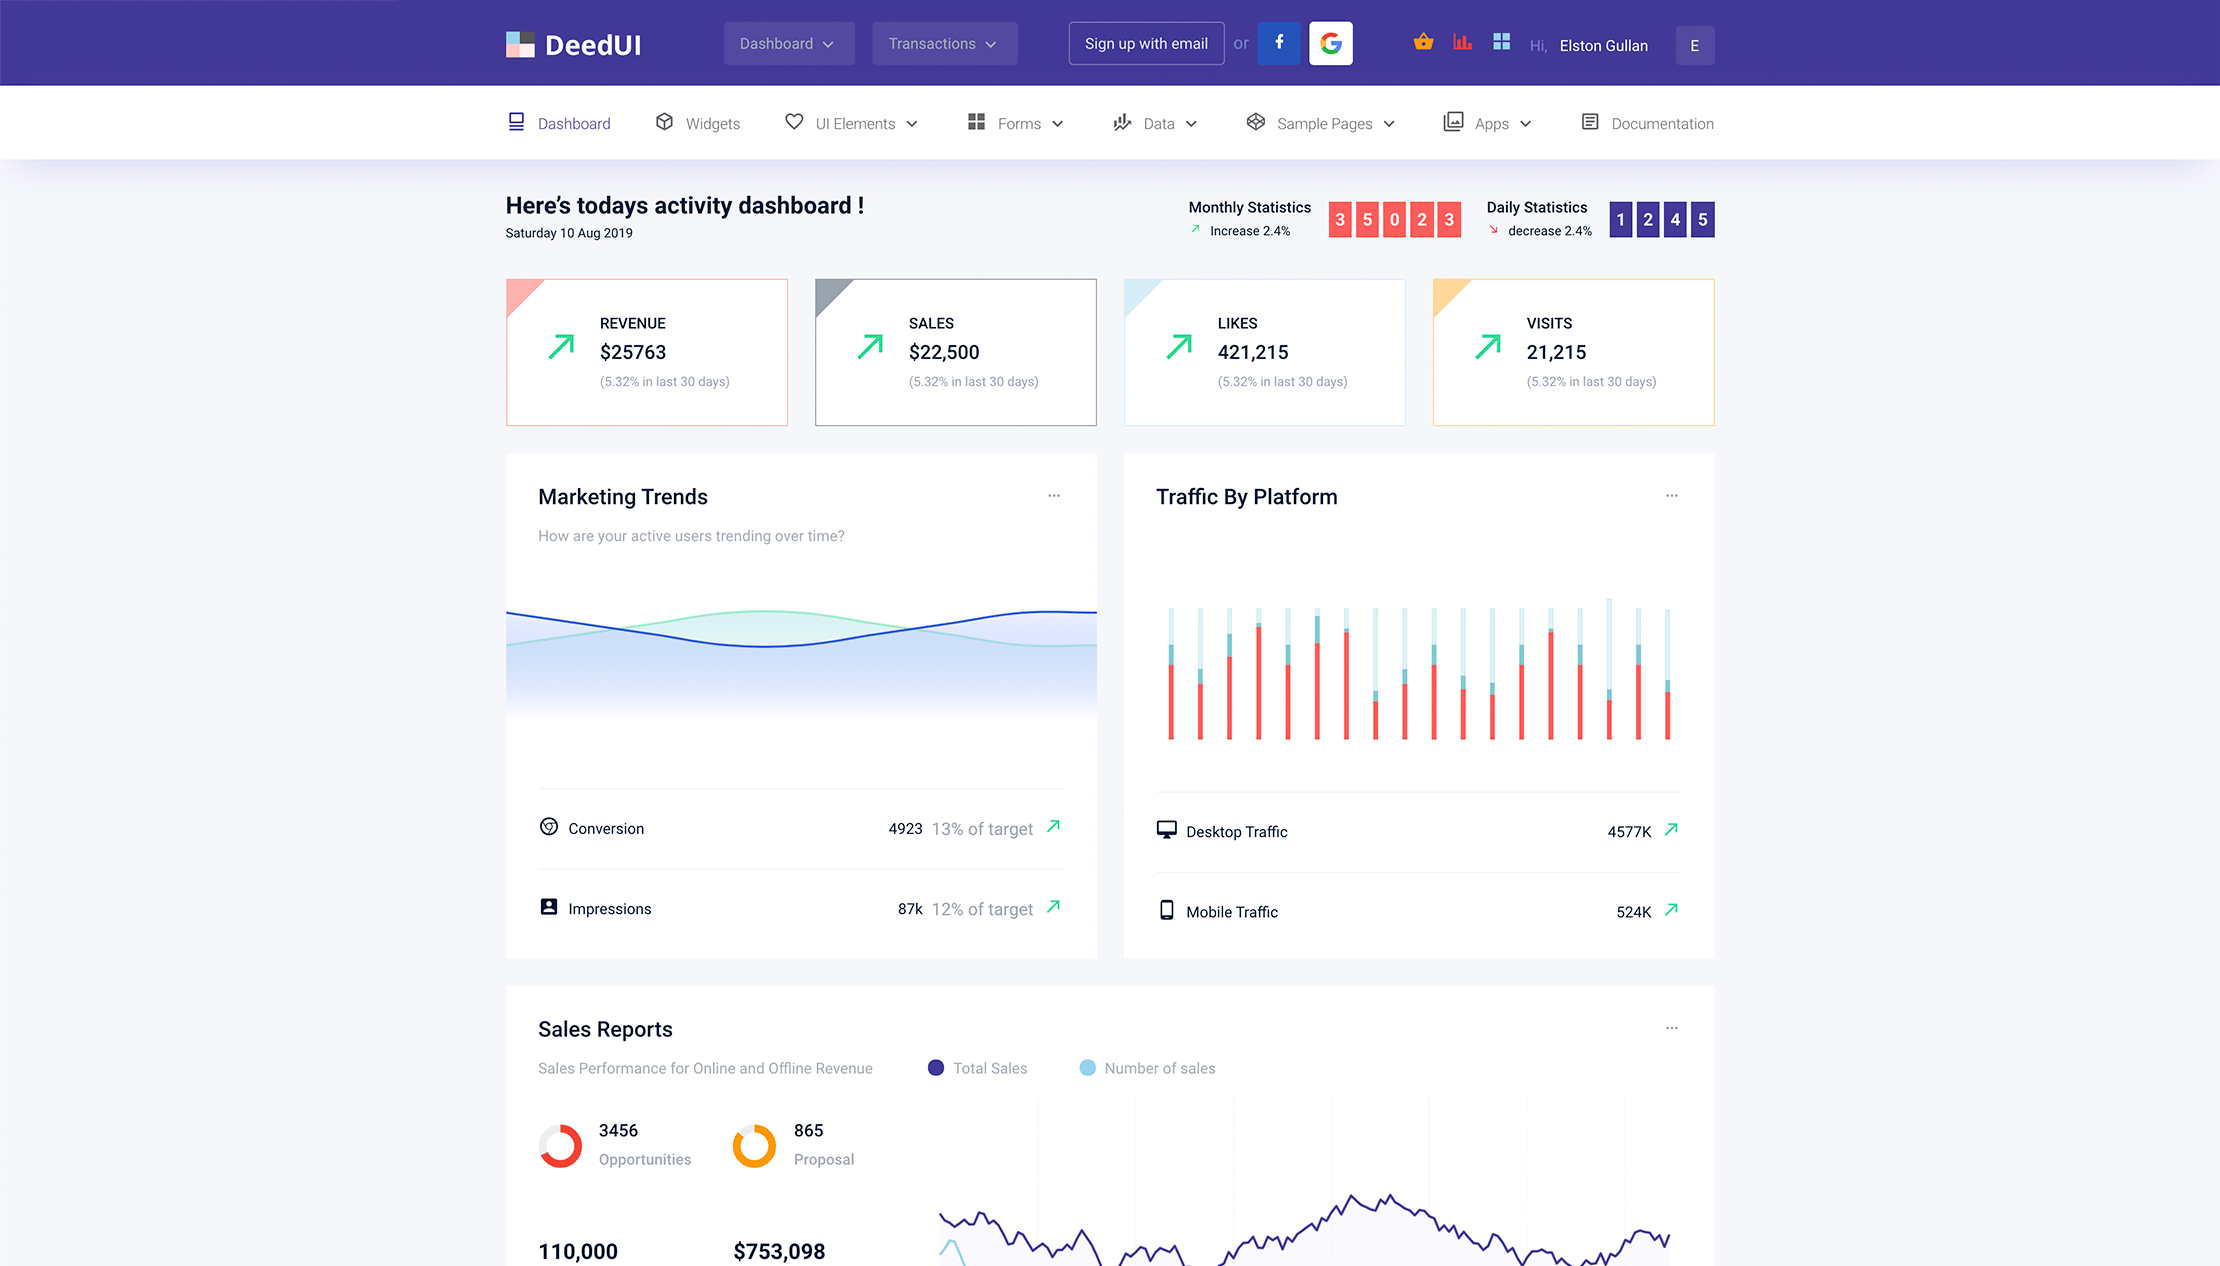 DeedUI
Dashboard
Transactions
Sign up with email
or
f
G
Hi, Elston Gullan
E
Dashboard
Widgets
UI Elements
Forms
Data
Sample Pages
Apps
Documentation
Here's todays activity dashboard !
Saturday 10 Aug 2019
Monthly Statistics
Increase 2.4%
3 5 0 2 3
Daily Statistics
decrease 2.4%
1 2 4 5
REVENUE
$25763
(5.32% in last 30 days)
SALES
$22,500
(5.32% in last 30 days)
LIKES
421,215
(5.32% in last 30 days)
VISITS
21,215
(5.32% in last 30 days)
Marketing Trends
How are your active users trending over time?
Conversion
4923 13% of target
Impressions
87k 12% of target
Traffic By Platform
Desktop Traffic
4577K
Mobile Traffic
524K
Sales Reports
Sales Performance for Online and Offline Revenue
Total Sales
Number of sales
3456
Opportunities
865
Proposal
110,000
$753,098